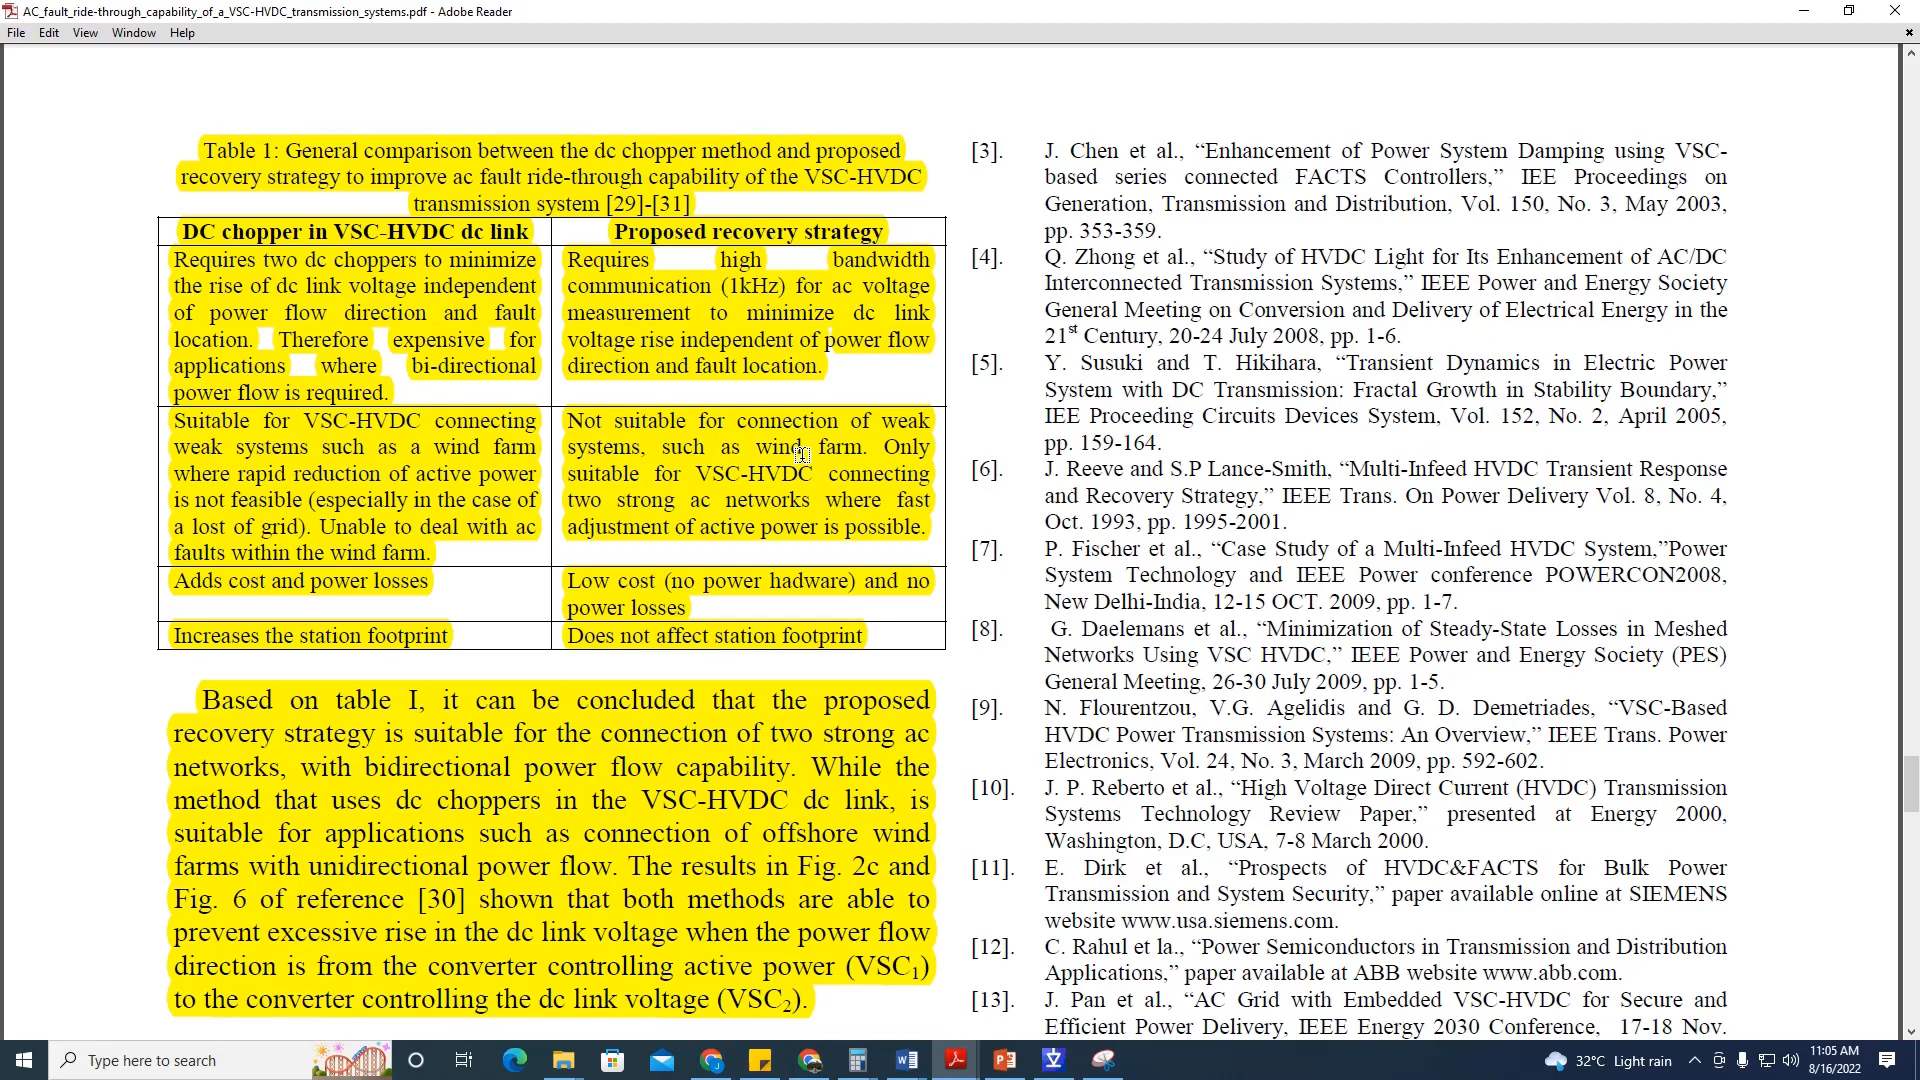 AC_fault_ride-through_capability_of_a_VSC-HVDC_transmission_systems.pdf - Adobe Reader
File Edit View Window Help
Table 1: General comparison between the dc chopper method and proposed
recovery strategy to improve ac fault ride-through capability of the VSC-HVDC
transmission system [29]-[31]
DC chopper in VSC-HVDC dc link
Requires two dc choppers to minimize
the rise of dc link voltage independent
of power flow direction and fault
location. Therefore expensive for
applications where bi-directional
power flow is required.
Proposed recovery strategy
Requires high bandwidth
communication (1kHz) for ac voltage
measurement to minimize dc link
voltage rise independent of power flow
direction and fault location.
Suitable for VSC-HVDC connecting
weak systems such as a wind farm
where rapid reduction of active power
is not feasible (especially in the case of
a lost of grid). Unable to deal with ac
faults within the wind farm.
Not suitable for connection of weak
systems, such as wind farm. Only
suitable for VSC-HVDC connecting
two strong ac networks where fast
adjustment of active power is possible.
Adds cost and power losses
Low cost (no power hadware) and no
power losses
Increases the station footprint
Does not affect station footprint
Based on table I, it can be concluded that the proposed
recovery strategy is suitable for the connection of two strong ac
networks, with bidirectional power flow capability. While the
method that uses dc choppers in the VSC-HVDC dc link, is
suitable for applications such as connection of offshore wind
farms with unidirectional power flow. The results in Fig. 2c and
Fig. 6 of reference [30] shown that both methods are able to
prevent excessive rise in the dc link voltage when the power flow
direction is from the converter controlling active power (VSC1)
to the converter controlling the dc link voltage (VSC2).
[3]. J. Chen et al., “Enhancement of Power System Damping using VSC-
based series connected FACTS Controllers,” IEE Proceedings on
Generation, Transmission and Distribution, Vol. 150, No. 3, May 2003,
pp. 353-359.
[4]. Q. Zhong et al., “Study of HVDC Light for Its Enhancement of AC/DC
Interconnected Transmission Systems,” IEEE Power and Energy Society
General Meeting on Conversion and Delivery of Electrical Energy in the
21st Century, 20-24 July 2008, pp. 1-6.
[5]. Y. Susuki and T. Hikihara, “Transient Dynamics in Electric Power
System with DC Transmission: Fractal Growth in Stability Boundary,”
IEE Proceeding Circuits Devices System, Vol. 152, No. 2, April 2005,
pp. 159-164.
[6]. J. Reeve and S.P Lance-Smith, “Multi-Infeed HVDC Transient Response
and Recovery Strategy,” IEEE Trans. On Power Delivery Vol. 8, No. 4,
Oct. 1993, pp. 1995-2001.
[7]. P. Fischer et al., “Case Study of a Multi-Infeed HVDC System,”Power
System Technology and IEEE Power conference POWERCON2008,
New Delhi-India, 12-15 OCT. 2009, pp. 1-7.
[8]. G. Daelemans et al., “Minimization of Steady-State Losses in Meshed
Networks Using VSC HVDC,” IEEE Power and Energy Society (PES)
General Meeting, 26-30 July 2009, pp. 1-5.
[9]. N. Flourentzou, V.G. Agelidis and G. D. Demetriades, “VSC-Based
HVDC Power Transmission Systems: An Overview,” IEEE Trans. Power
Electronics, Vol. 24, No. 3, March 2009, pp. 592-602.
[10]. J. P. Reberto et al., “High Voltage Direct Current (HVDC) Transmission
Systems Technology Review Paper,” presented at Energy 2000,
Washington, D.C, USA, 7-8 March 2000.
[11]. E. Dirk et al., “Prospects of HVDC&FACTS for Bulk Power
Transmission and System Security,” paper available online at SIEMENS
website www.usa.siemens.com.
[12]. C. Rahul et la., “Power Semiconductors in Transmission and Distribution
Applications,” paper available at ABB website www.abb.com.
[13]. J. Pan et al., “AC Grid with Embedded VSC-HVDC for Secure and
Efficient Power Delivery, IEEE Energy 2030 Conference, 17-18 Nov.
Type here to search
32°C Light rain
11:05 AM
8/16/2022